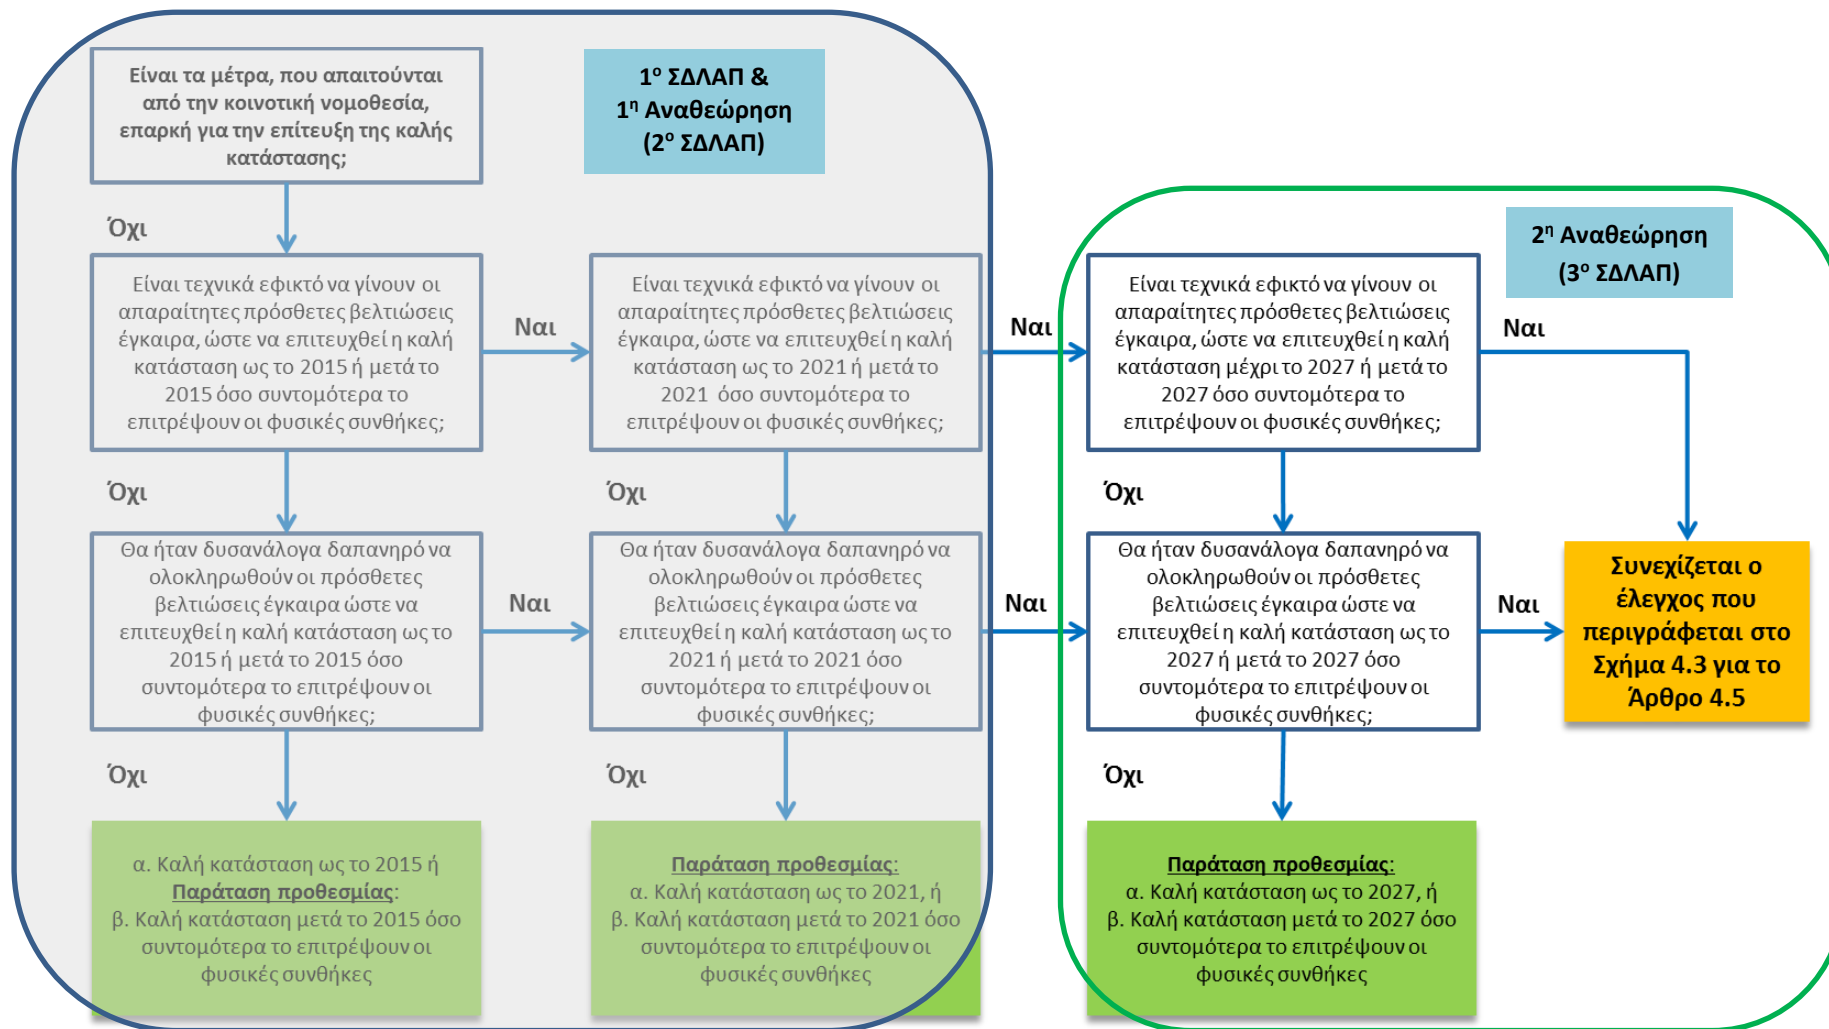 Είναι τα μέτρα, που απαιτούνται
από την κοινοτική νομοθεσία,
επαρκή για την επίτευξη της καλής
κατάστασης;
1ο ΣΔΛΑΠ &
1η Αναθεώρηση
(2ο ΣΔΛΑΠ)
2η Αναθεώρηση
(3ο ΣΔΛΑΠ)
Όχι
Είναι τεχνικά εφικτό να γίνουν οι
απαραίτητες πρόσθετες βελτιώσεις
έγκαιρα, ώστε να επιτευχθεί η καλή
κατάσταση ως το 2015 ή μετά το
2015 όσο συντομότερα το
επιτρέψουν οι φυσικές συνθήκες;
Ναι
Είναι τεχνικά εφικτό να γίνουν οι
απαραίτητες πρόσθετες βελτιώσεις
έγκαιρα, ώστε να επιτευχθεί η καλή
κατάσταση ως το 2021 ή μετά το
2021 όσο συντομότερα το
επιτρέψουν οι φυσικές συνθήκες;
Ναι
Είναι τεχνικά εφικτό να γίνουν οι
απαραίτητες πρόσθετες βελτιώσεις
έγκαιρα, ώστε να επιτευχθεί η καλή
κατάσταση μέχρι το 2027 ή μετά το
2027 όσο συντομότερα το
επιτρέψουν οι φυσικές συνθήκες;
Ναι
Όχι
Όχι
Όχι
Θα ήταν δυσανάλογα δαπανηρό να
ολοκληρωθούν οι πρόσθετες
βελτιώσεις έγκαιρα ώστε να
επιτευχθεί η καλή κατάσταση ως το
2015 ή μετά το 2015 όσο
συντομότερα το επιτρέψουν οι
φυσικές συνθήκες;
Ναι
Θα ήταν δυσανάλογα δαπανηρό να
ολοκληρωθούν οι πρόσθετες
βελτιώσεις έγκαιρα ώστε να
επιτευχθεί η καλή κατάσταση ως το
2021 ή μετά το 2021 όσο
συντομότερα το επιτρέψουν οι
φυσικές συνθήκες;
Ναι
Θα ήταν δυσανάλογα δαπανηρό να
ολοκληρωθούν οι πρόσθετες
βελτιώσεις έγκαιρα ώστε να
επιτευχθεί η καλή κατάσταση ως το
2027 ή μετά το 2027 όσο
συντομότερα το επιτρέψουν οι
φυσικές συνθήκες;
Ναι
Συνεχίζεται ο
έλεγχος που
περιγράφεται στο
Σχήμα 4.3 για το
Άρθρο 4.5
Όχι
Όχι
Όχι
α. Καλή κατάσταση ως το 2015 ή
Παράταση προθεσμίας:
β. Καλή κατάσταση μετά το 2015 όσο
συντομότερα το επιτρέψουν οι
φυσικές συνθήκες
Παράταση προθεσμίας:
α. Καλή κατάσταση ως το 2021, ή
β. Καλή κατάσταση μετά το 2021 όσο
συντομότερα το επιτρέψουν οι
φυσικές συνθήκες
Παράταση προθεσμίας:
α. Καλή κατάσταση ως το 2027, ή
β. Καλή κατάσταση μετά το 2027 όσο
συντομότερα το επιτρέψουν οι
φυσικές συνθήκες